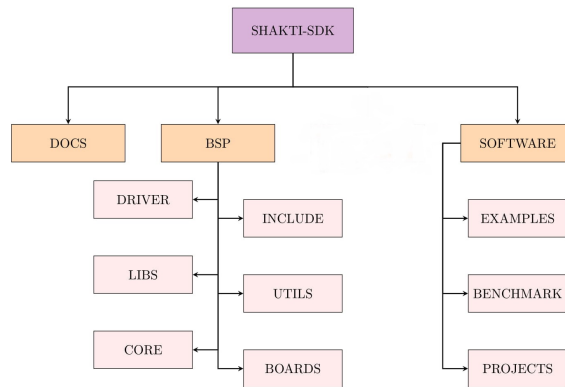 SHAKTI-SDK
DOCS
BSP
SOFTWARE
DRIVER
INCLUDE
EXAMPLES
LIBS
UTILS
BENCHMARK
CORE
BOARDS
PROJECTS